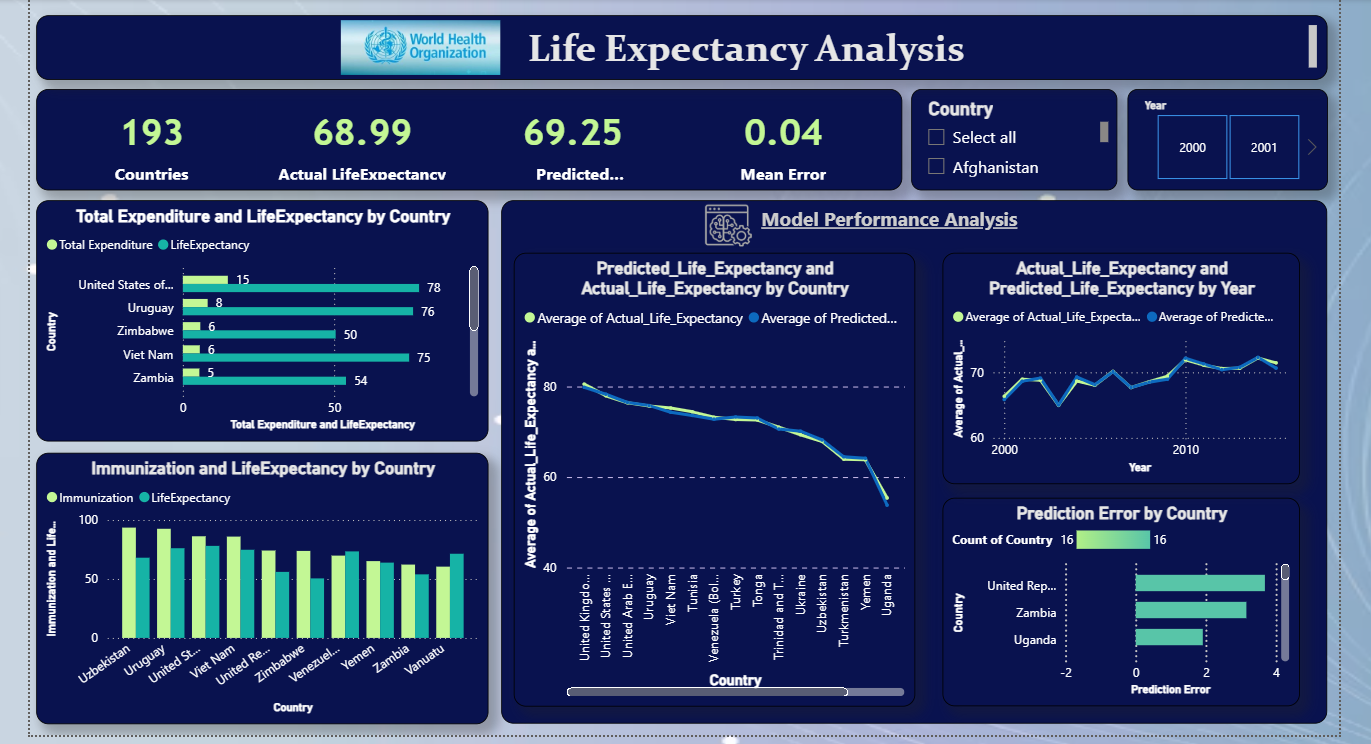 World Health
Organization
Life Expectancy Analysis
193
Countries
68.99
Actual LifeExpectancy
69.25
Predicted...
0.04
Mean Error
Country
Select all
Afghanistan
Year
2000
2001
Total Expenditure and LifeExpectancy by Country
Total Expenditure LifeExpectancy
Country
United States of...
15
78
Uruguay
8
76
Zimbabwe
6
50
Viet Nam
6
75
Zambia
5
54
0 50
Total Expenditure and LifeExpectancy
Immunization and LifeExpectancy by Country
Immunization LifeExpectancy
Immunization and Life...
100
50
0
Uzbekistan
Uruguay
United St...
Viet Nam
United Re...
Zimbabwe
Venezuel...
Yemen
Zambia
Vanuatu
Country
Model Performance Analysis
Predicted_Life_Expectancy and
Actual_Life_Expectancy by Country
Average of Actual_Life_Expectancy Average of Predicted...
Average of Actual_Life_Expectancy a...
80
60
40
United Kingdo...
United States ...
United Arab E...
Uruguay
Viet Nam
Tunisia
Venezuela (Bol...
Turkey
Tonga
Trinidad and T...
Ukraine
Uzbekistan
Turkmenistan
Yemen
Uganda
Country
Actual_Life_Expectancy and
Predicted_Life_Expectancy by Year
Average of Actual_Life_Expecta... Average of Predicte...
Average of Actual_...
70
60
2000 2010
Year
Prediction Error by Country
Count of Country 16 16
Country
United Rep...
Zambia
Uganda
-2 0 2 4
Prediction Error